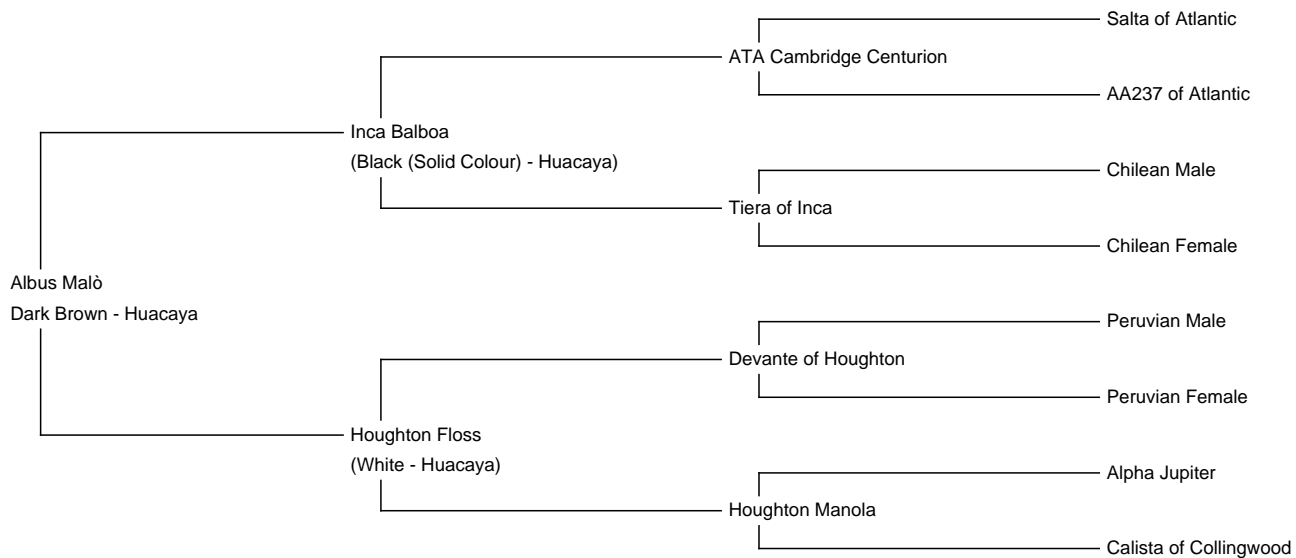 Salta of Atlantic
ATA Cambridge Centurion
AA237 of Atlantic
Inca Balboa
(Black (Solid Colour) - Huacaya)
Chilean Male
Tiera of Inca
Chilean Female
Albus Malò
Dark Brown - Huacaya
Peruvian Male
Devante of Houghton
Peruvian Female
Houghton Floss
(White - Huacaya)
Alpha Jupiter
Houghton Manola
Calista of Collingwood